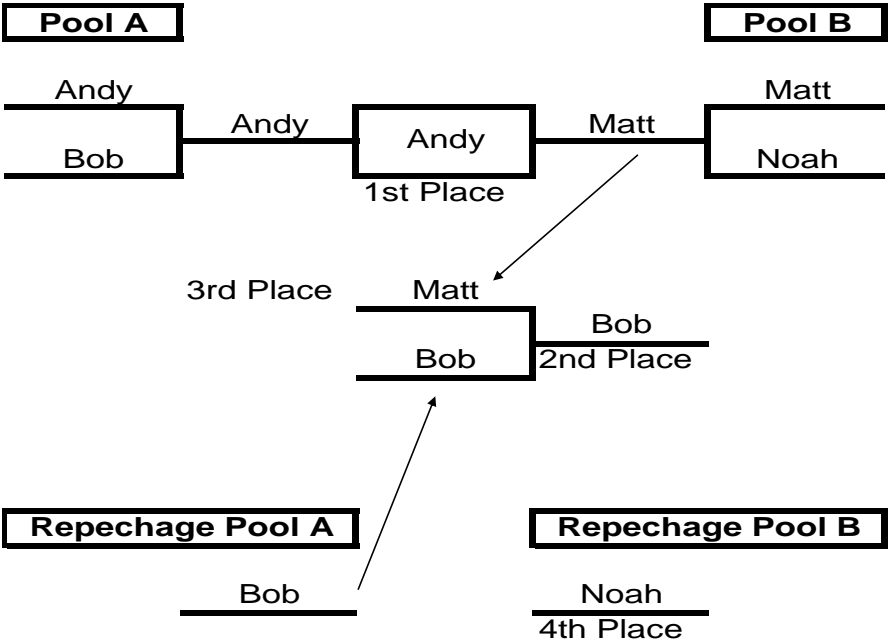 Pool A Pool B
Andy Matt
Andy Andy Matt
Bob Noah
1st Place
3rd Place Matt
Bob
Bob 2nd Place
Repechage Pool A Repechage Pool B
Bob Noah
4th Place